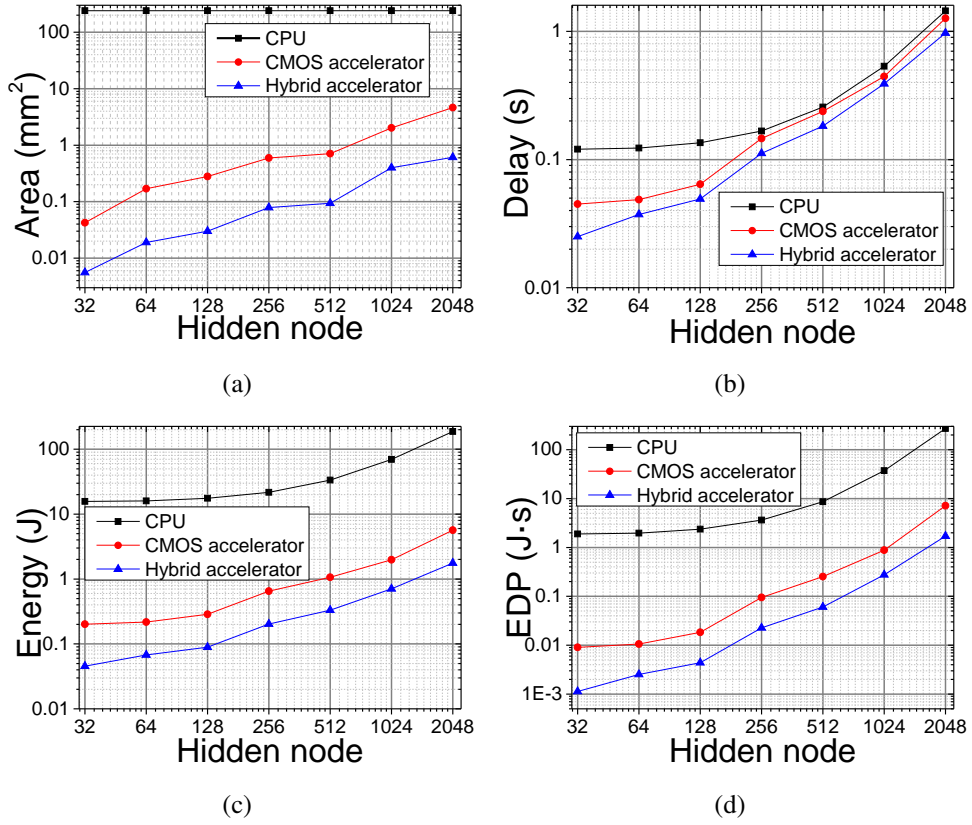 Area (mm²)
100
10
1
0.1
0.01
CPU
CMOS accelerator
Hybrid accelerator
32 64 128 256 512 1024 2048
Hidden node
(a)
Delay (s)
1
0.1
0.01
CPU
CMOS accelerator
Hybrid accelerator
32 64 128 256 512 1024 2048
Hidden node
(b)
Energy (J)
100
10
1
0.1
0.01
CPU
CMOS accelerator
Hybrid accelerator
32 64 128 256 512 1024 2048
Hidden node
(c)
EDP (J·s)
100
10
1
0.1
0.01
1E-3
CPU
CMOS accelerator
Hybrid accelerator
32 64 128 256 512 1024 2048
Hidden node
(d)